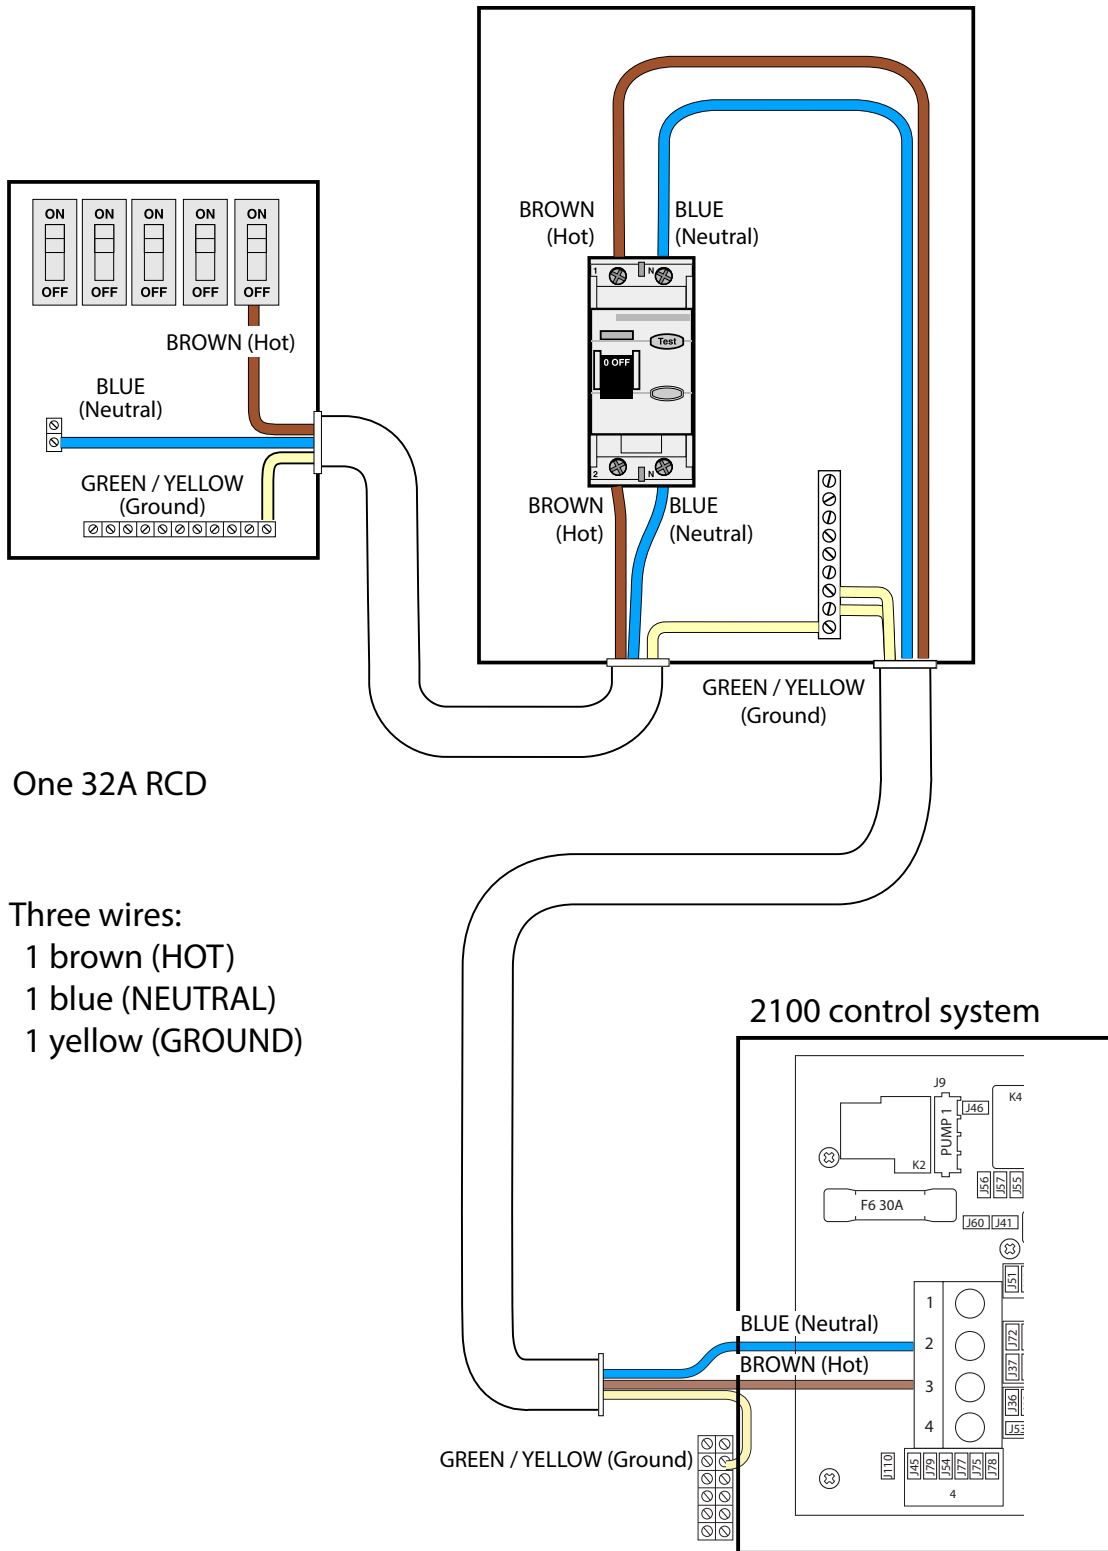 BROWN
(Hot)
BLUE
(Neutral)
ON
ON
ON
ON
ON
OFF
OFF
OFF
OFF
OFF
BROWN (Hot)
BLUE
(Neutral)
GREEN / YELLOW
(Ground)
1
N
Test
0 OFF
2
N
BROWN
(Hot)
BLUE
(Neutral)
GREEN / YELLOW
(Ground)
One 32A RCD
Three wires:
1 brown (HOT)
1 blue (NEUTRAL)
1 yellow (GROUND)
2100 control system
J9
J46
K4
PUMP 1
K2
J56
J57
J55
F6 30A
J60
J41
J51
1
BLUE (Neutral)
2
J72
BROWN (Hot)
J37
3
J36
4
J53
GREEN / YELLOW (Ground)
J110
J45
J79
J54
J77
J75
J78
4